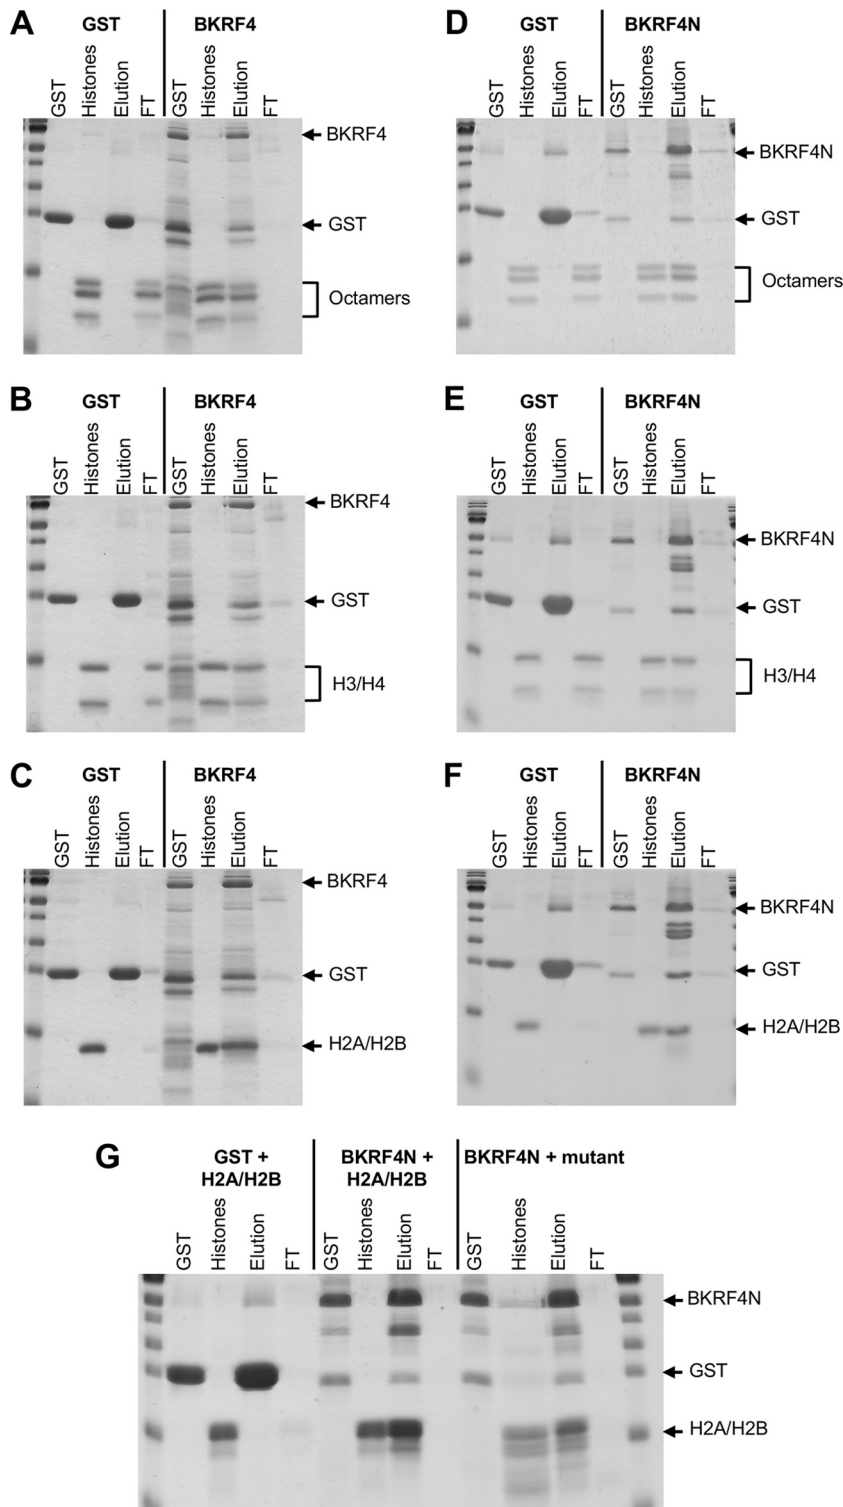 A
GST BKRF4
GST Histones Elution FT GST Histones Elution FT
BKRF4
GST
Octamers
D
GST BKRF4N
GST Histones Elution FT GST Histones Elution FT
BKRF4N
GST
Octamers
B
GST BKRF4
GST Histones Elution FT GST Histones Elution FT
BKRF4
GST
H3/H4
E
GST BKRF4N
GST Histones Elution FT GST Histones Elution FT
BKRF4N
GST
H3/H4
C
GST BKRF4
GST Histones Elution FT GST Histones Elution FT
BKRF4
GST
H2A/H2B
F
GST BKRF4N
GST Histones Elution FT GST Histones Elution FT
BKRF4N
GST
H2A/H2B
G
GST +
H2A/H2B
BKRF4N +
H2A/H2B
BKRF4N + mutant
GST Histones Elution FT GST Histones Elution FT GST Histones Elution FT
BKRF4N
GST
H2A/H2B